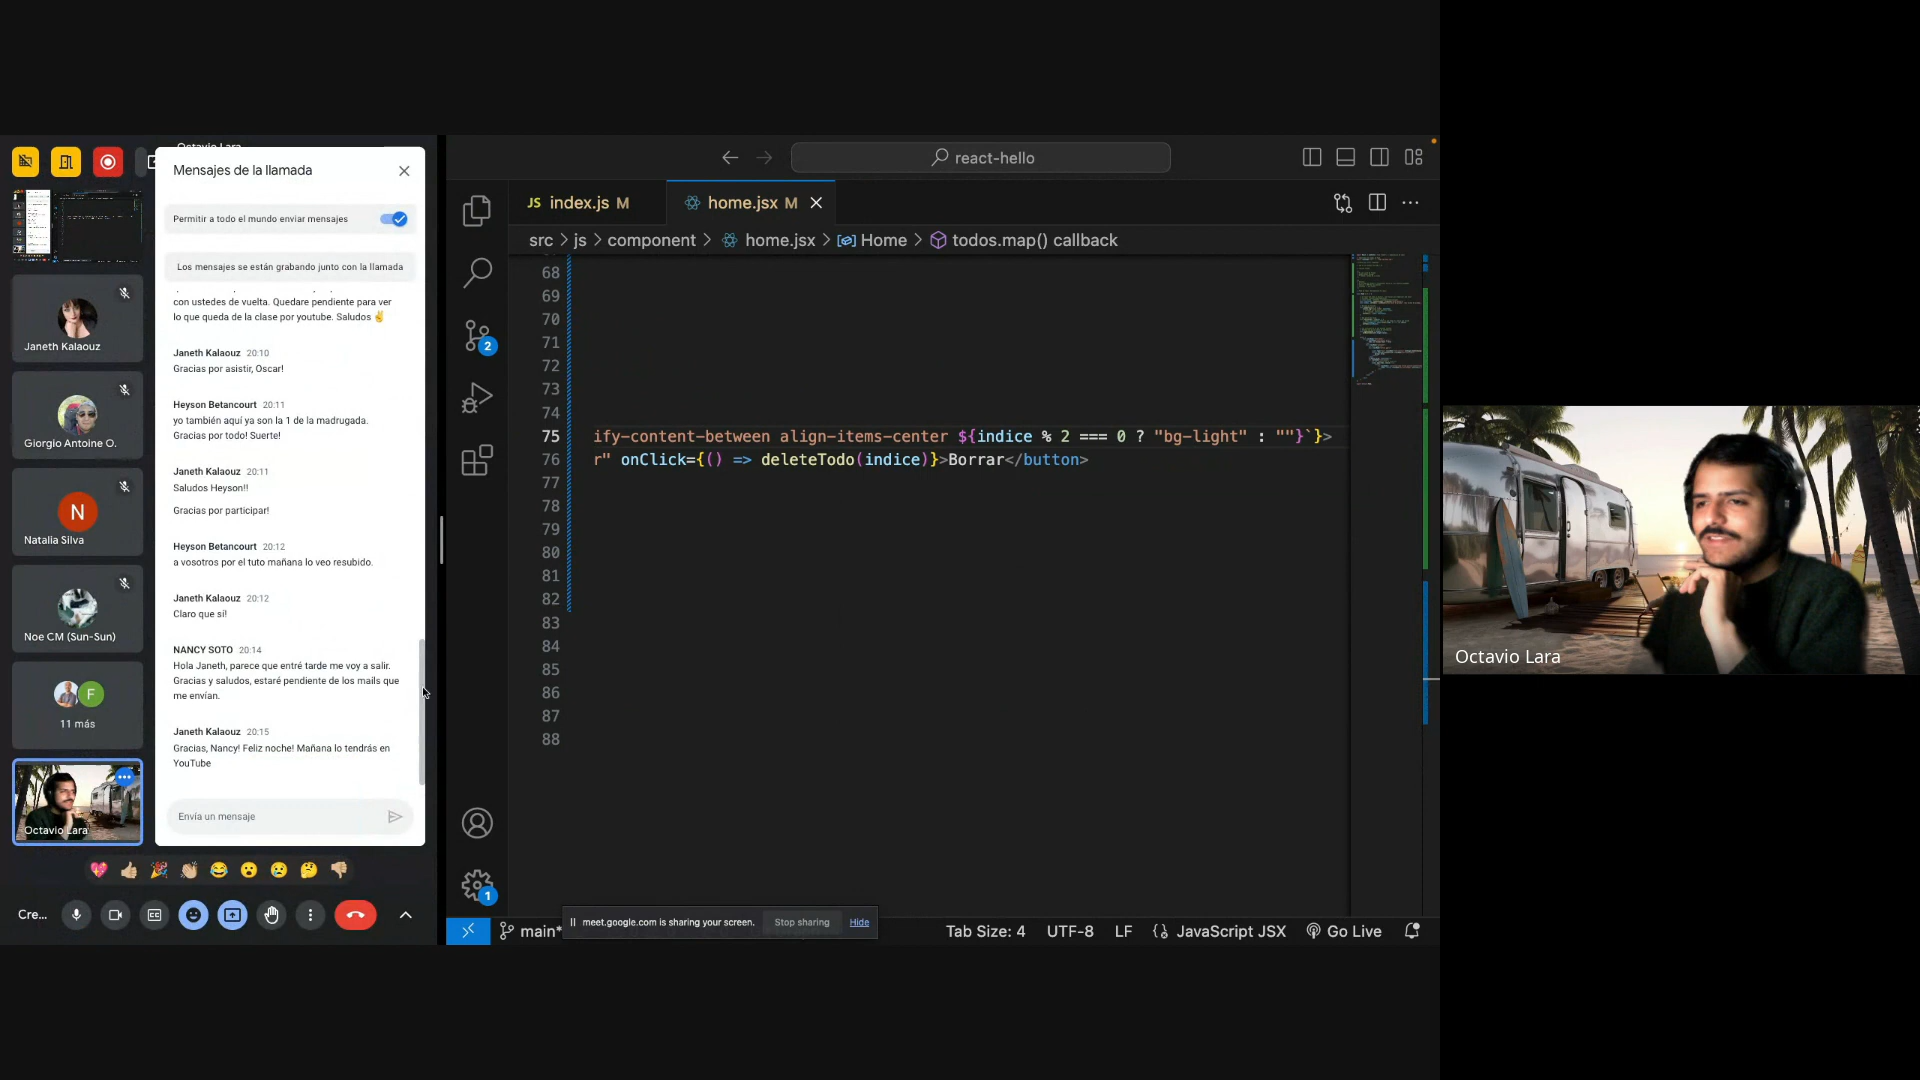 Octavio Lara
Mensajes de la llamada
Permitir a todo el mundo enviar mensajes
Los mensajes se están grabando junto con la llamada
con ustedes de vuelta. Quedare pendiente para ver
lo que queda de la clase por youtube. Saludos ✌
Janeth Kalaouz 20:10
Gracias por asistir, Oscar!
Heyson Betancourt 20:11
yo también aquí ya son la 1 de la madrugada.
Gracias por todo! Suerte!
Janeth Kalaouz 20:11
Saludos Heyson!!
Gracias por participar!
Heyson Betancourt 20:12
a vosotros por el tuto mañana lo veo resubido.
Janeth Kalaouz 20:12
Claro que sí!
NANCY SOTO 20:14
Hola Janeth, parece que entré tarde me voy a salir.
Gracias y saludos, estaré pendiente de los mails que
me envían.
Janeth Kalaouz 20:15
Gracias, Nancy! Feliz noche! Mañana lo tendrás en
YouTube
Envía un mensaje
Janeth Kalaouz
Giorgio Antoine O.
N
Natalia Silva
Noe CM (Sun-Sun)
F
11 más
Octavio Lara
Cre...
react-hello
JS index.js M
home.jsx M
src > js > component > home.jsx > Home > todos.map() callback
68
69
70
71
72
73
74
75 ify-content-between align-items-center ${indice % 2 === 0 ? "bg-light" : ""}`}>
76 r" onClick={() => deleteTodo(indice)}>Borrar</button>
77
78
79
80
81
82
83
84
85
86
87
88
2
1
meet.google.com is sharing your screen.
Stop sharing
Hide
main*
Tab Size: 4
UTF-8
LF
{} JavaScript JSX
Go Live
Octavio Lara